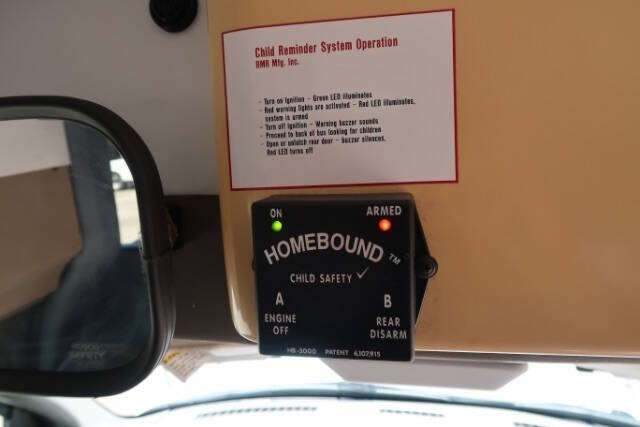 Child Reminder System Operation
BMR Mfg. Inc.
- Turn on Ignition - Green LED illuminates
- Red warning lights are activated - Red LED illuminates,
system is armed
- Turn off ignition - Warning buzzer sounds
- Proceed to back of bus looking for children
- Open or unlatch rear door - buzzer silences,
Red LED turns off
ON ARMED
HOMEBOUND TM
CHILD SAFETY ✓
A B
ENGINE REAR
OFF DISARM
HB-3000 PATENT 6,107,915